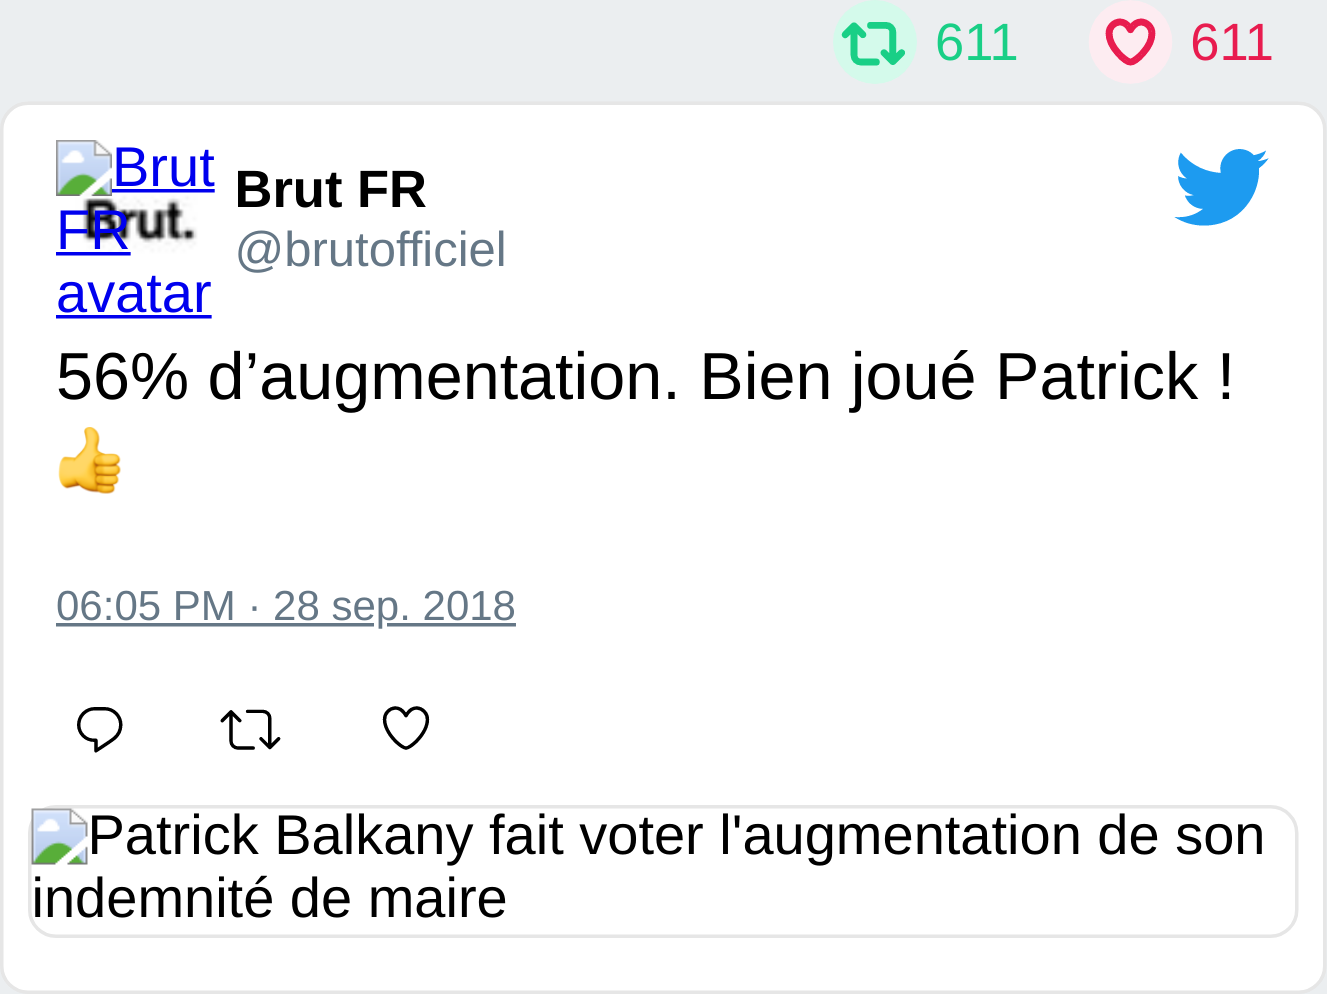 611 611
Brut
FR
avatar
Brut.
Brut FR
@brutofficiel
56% d’augmentation. Bien joué Patrick !
👍
06:05 PM · 28 sep. 2018
Patrick Balkany fait voter l'augmentation de son
indemnité de maire